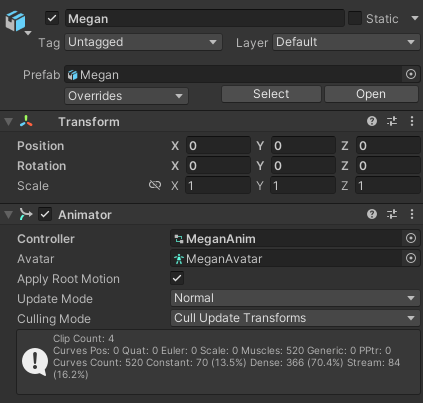 Megan Static
Tag Untagged Layer Default
Prefab Megan
Overrides Select Open
Transform
Position X 0 Y 0 Z 0
Rotation X 0 Y 0 Z 0
Scale X 1 Y 1 Z 1
Animator
Controller MeganAnim
Avatar MeganAvatar
Apply Root Motion
Update Mode Normal
Culling Mode Cull Update Transforms
Clip Count: 4
Curves Pos: 0 Quat: 0 Euler: 0 Scale: 0 Muscles: 520 Generic: 0 PPtr: 0
Curves Count: 520 Constant: 70 (13.5%) Dense: 366 (70.4%) Stream: 84
(16.2%)